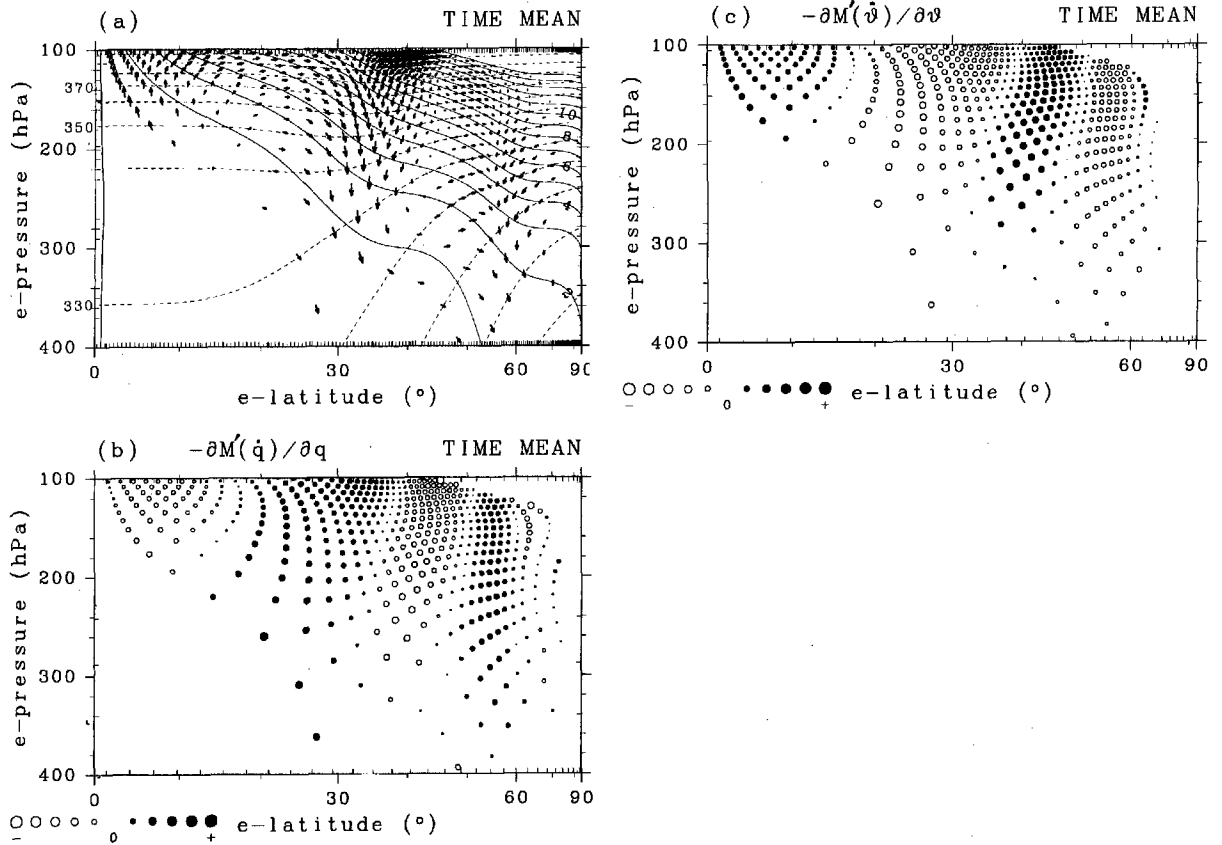 (a) TIME MEAN
100
370
350
200
300
330
400
10
8
6
4
2
e-pressure (hPa)
0 30 60 90
e-latitude (°)
(b) -∂M′(q̇)/∂q TIME MEAN
100
200
300
400
e-pressure (hPa)
0 30 60 90
- 0 + e-latitude (°)
(c) -∂M′(ϑ̇)/∂ϑ TIME MEAN
100
200
300
400
e-pressure (hPa)
0 30 60 90
- 0 + e-latitude (°)